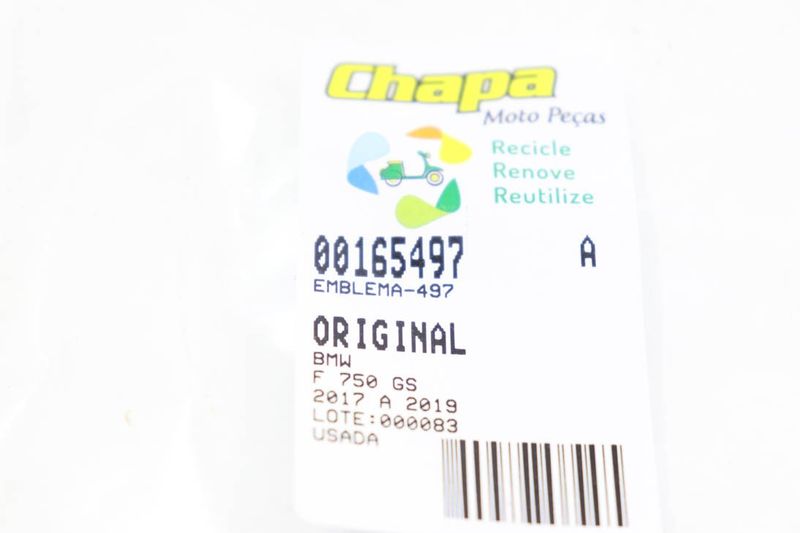 Chapa
Moto Peças
Recicle
Renove
Reutilize
00165497 A
EMBLEMA-497
ORIGINAL
BMW
F 750 GS
2017 A 2019
LOTE:000083
USADA